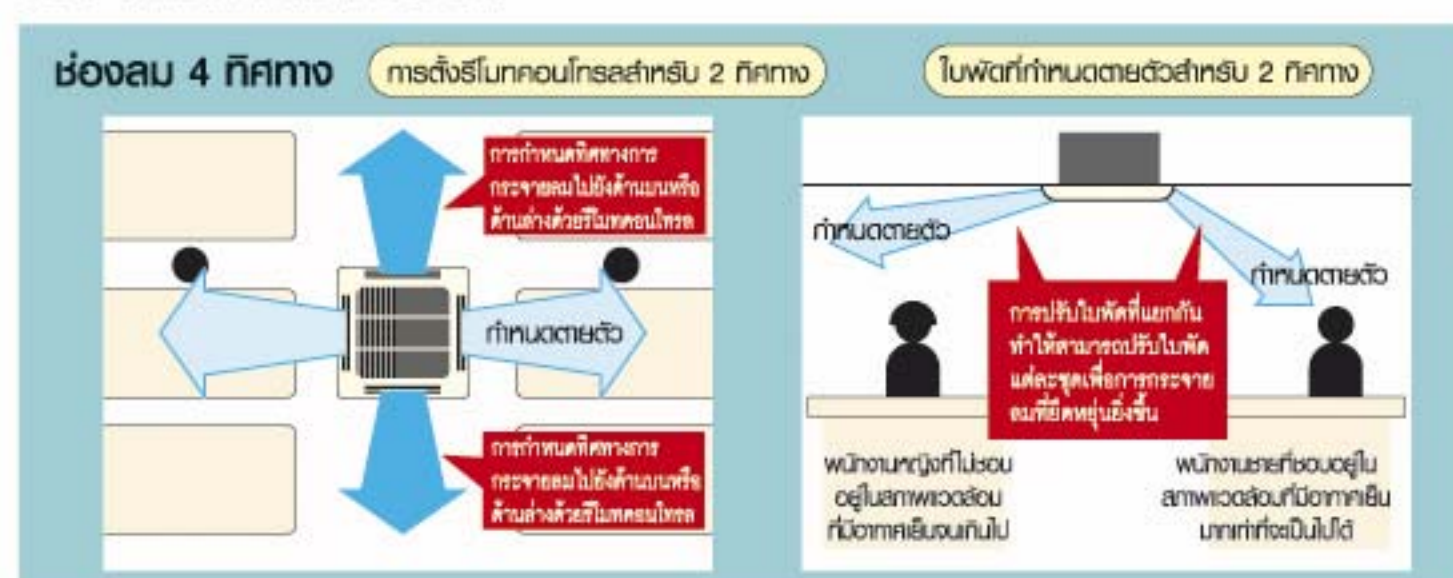 ช่องลม 4 ทิศทาง
การตั้งรีโมทคอนโทรลสำหรับ 2 ทิศทาง
ใบพัดที่กำหนดตายตัวสำหรับ 2 ทิศทาง
การกำหนดทิศทางการ
กระจายลมไปยังด้านบนหรือ
ด้านล่างด้วยรีโมทคอนโทรล
กำหนดตายตัว
การกำหนดทิศทางการ
กระจายลมไปยังด้านบนหรือ
ด้านล่างด้วยรีโมทคอนโทรล
กำหนดตายตัว
กำหนดตายตัว
การปรับใบพัดที่แยกกัน
ทำให้สามารถปรับใบพัด
แต่ละชุดเพื่อการกระจาย
ลมที่ยืดหยุ่นยิ่งขึ้น
พนักงานหญิงที่ไม่ชอบ
อยู่ในสภาพแวดล้อม
ที่มีอากาศเย็นจนเกินไป
พนักงานชายที่ชอบอยู่ใน
สภาพแวดล้อมที่มีอากาศเย็น
มากเท่าที่จะเป็นไปได้